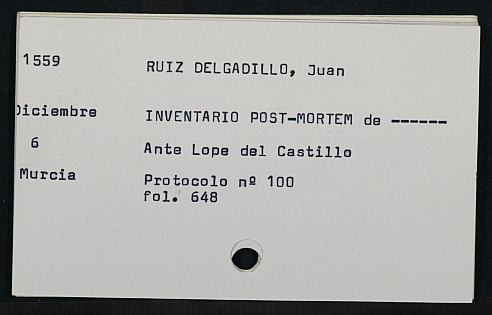 1559 RUIZ DELGADILLO, Juan
Diciembre INVENTARIO POST-MORTEM de ------
6 Ante Lope del Castillo
Murcia Protocolo nº 100
fol. 648